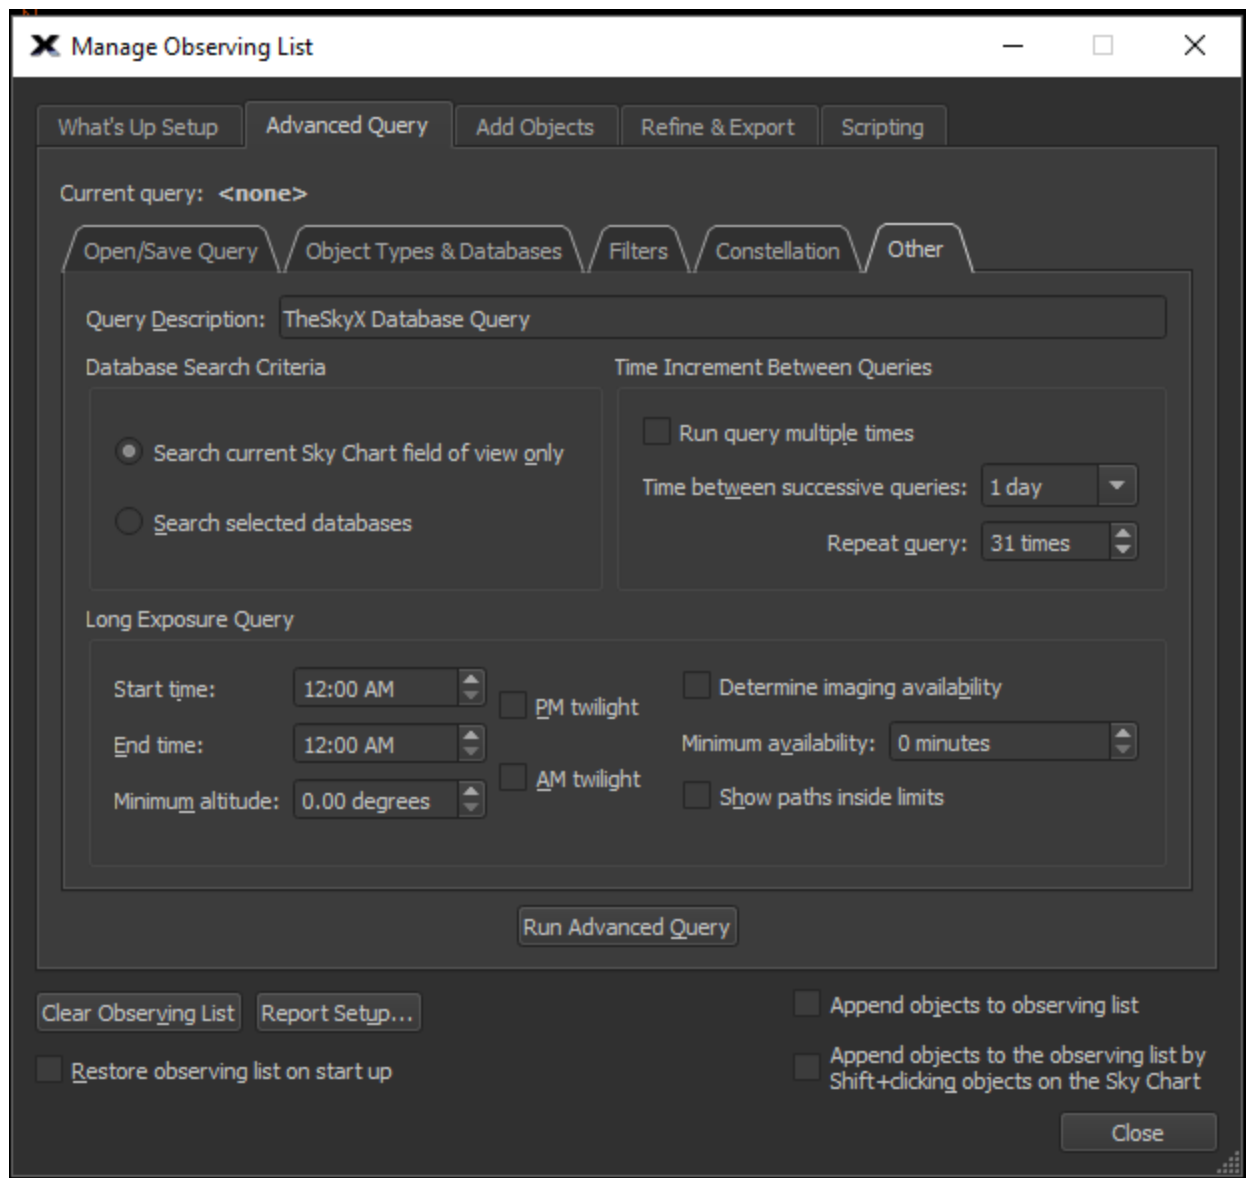 Manage Observing List
What's Up Setup
Advanced Query
Add Objects
Refine & Export
Scripting
Current query: <none>
Open/Save Query
Object Types & Databases
Filters
Constellation
Other
Query Description: TheSkyX Database Query
Database Search Criteria
Search current Sky Chart field of view only
Search selected databases
Time Increment Between Queries
Run query multiple times
Time between successive queries: 1 day
Repeat query: 31 times
Long Exposure Query
Start time: 12:00 AM
End time: 12:00 AM
Minimum altitude: 0.00 degrees
PM twilight
AM twilight
Determine imaging availability
Minimum availability: 0 minutes
Show paths inside limits
Run Advanced Query
Clear Observing List
Report Setup...
Restore observing list on start up
Append objects to observing list
Append objects to the observing list by
Shift+clicking objects on the Sky Chart
Close